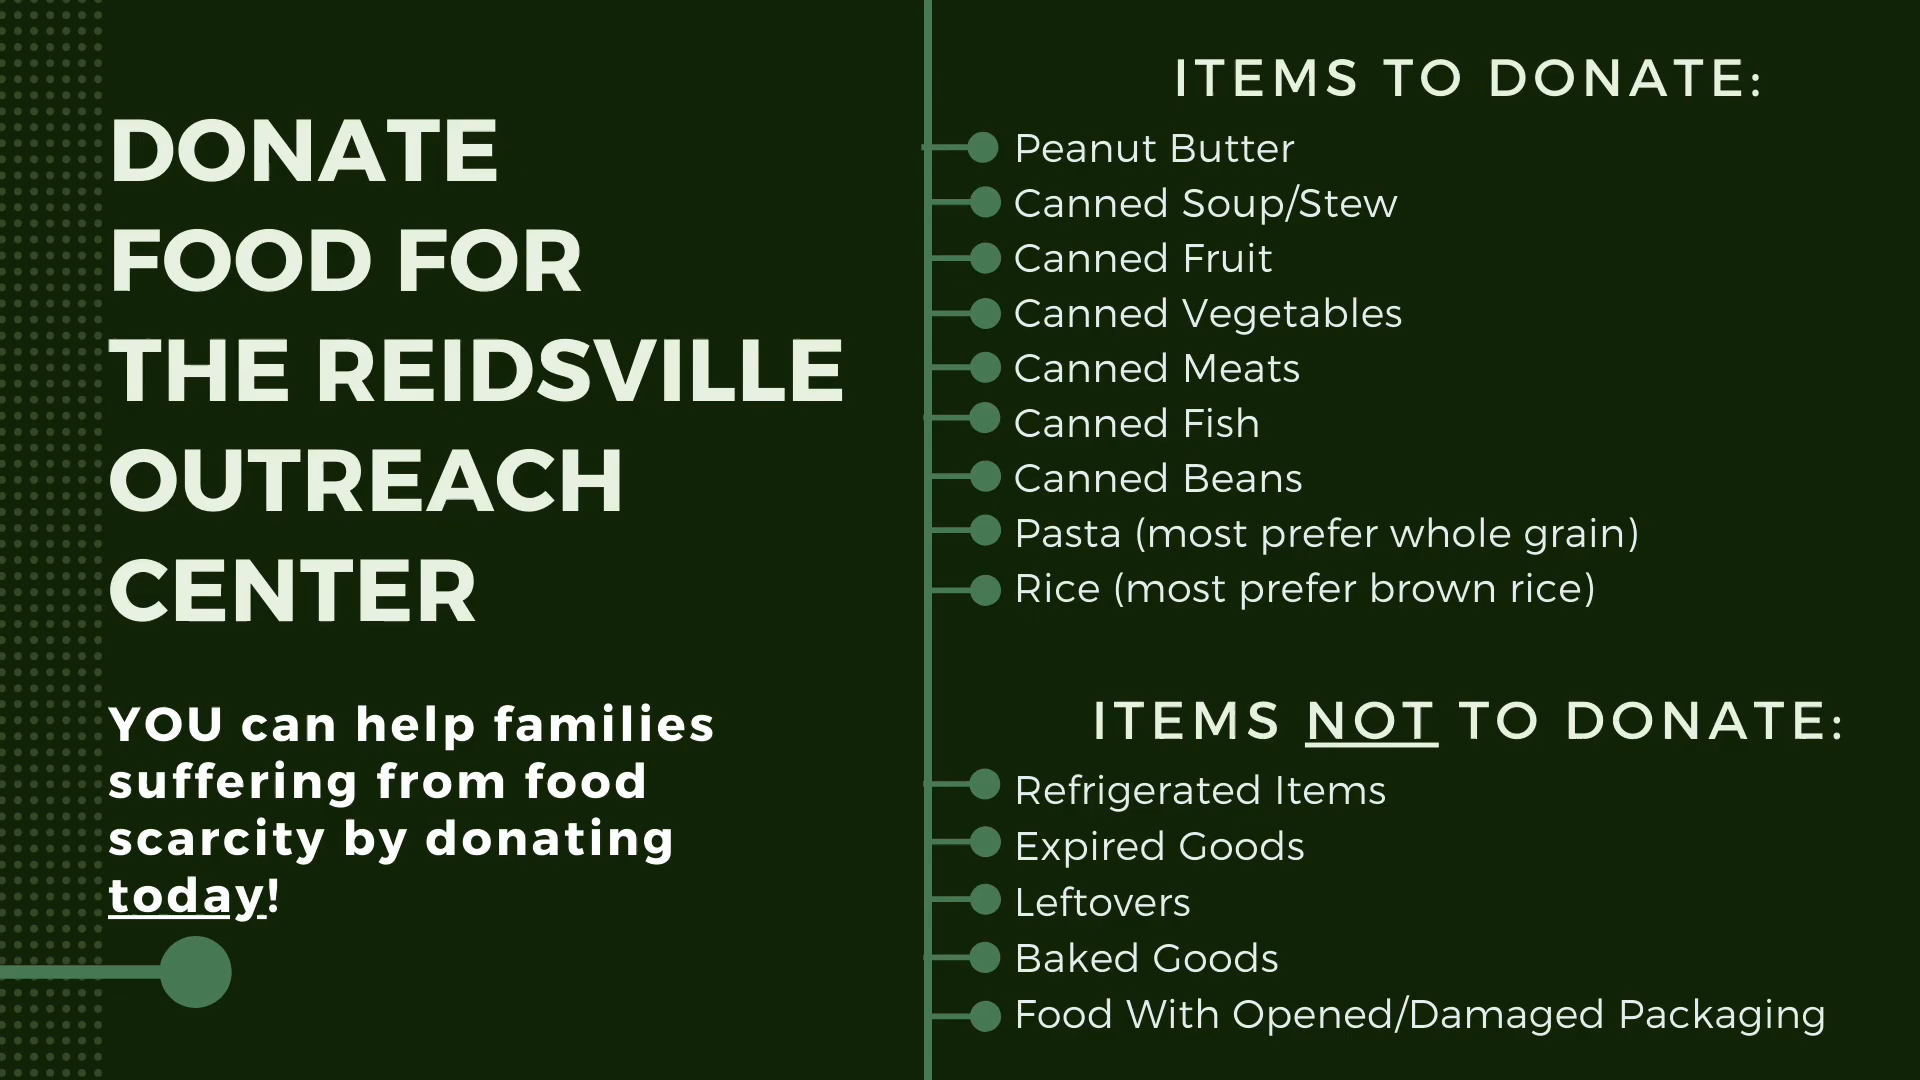 DONATE
FOOD FOR
THE REIDSVILLE
OUTREACH
CENTER
YOU can help families
suffering from food
scarcity by donating
today!
ITEMS TO DONATE:
Peanut Butter
Canned Soup/Stew
Canned Fruit
Canned Vegetables
Canned Meats
Canned Fish
Canned Beans
Pasta (most prefer whole grain)
Rice (most prefer brown rice)
ITEMS NOT TO DONATE:
Refrigerated Items
Expired Goods
Leftovers
Baked Goods
Food With Opened/Damaged Packaging